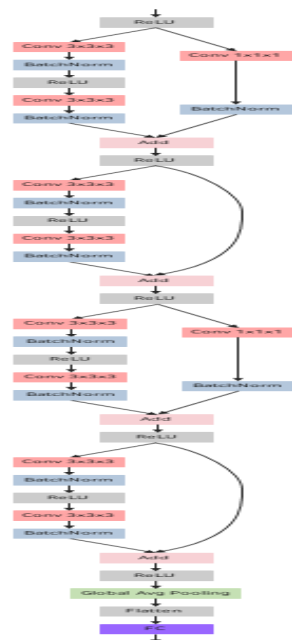 ReLU
Conv 3x3x3
Conv 1x1x1
BatchNorm
ReLU
Conv 3x3x3
BatchNorm
BatchNorm
Add
ReLU
Conv 3x3x3
BatchNorm
ReLU
Conv 3x3x3
BatchNorm
Add
ReLU
Conv 3x3x3
Conv 1x1x1
BatchNorm
ReLU
Conv 3x3x3
BatchNorm
BatchNorm
Add
ReLU
Conv 3x3x3
BatchNorm
ReLU
Conv 3x3x3
BatchNorm
Add
ReLU
Global Avg Pooling
Flatten
FC